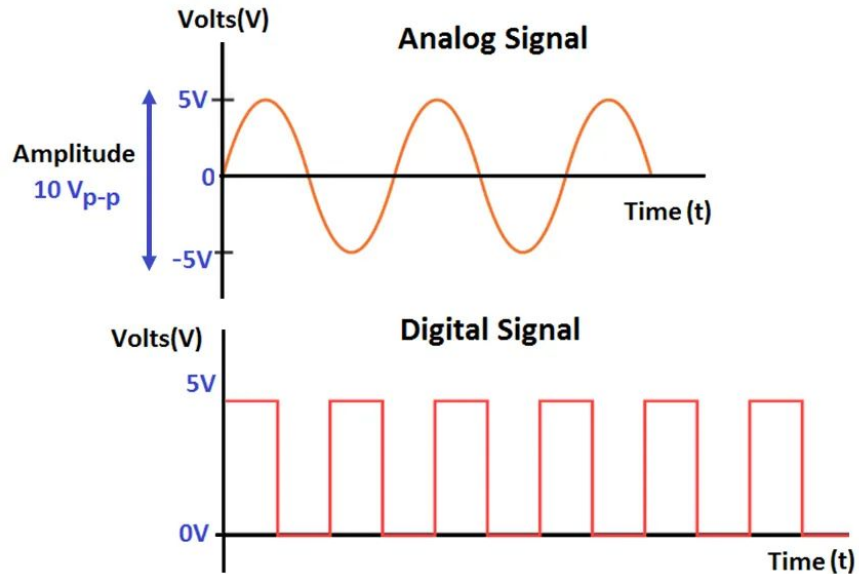 Volts(V)
Analog Signal
5V
Amplitude
10 Vp-p
0
Time (t)
-5V
Digital Signal
Volts(V)
5V
0V
Time (t)